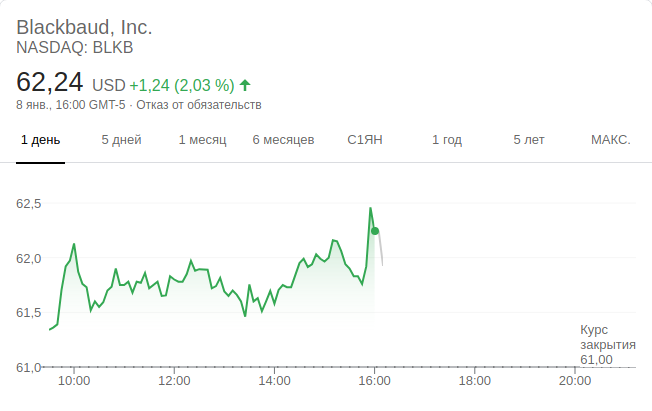 Blackbaud, Inc.
NASDAQ: BLKB
62,24 USD +1,24 (2,03 %)
8 янв., 16:00 GMT-5 · Отказ от обязательств
1 день 5 дней 1 месяц 6 месяцев С1ЯН 1 год 5 лет МАКС.
62,5
62,0
61,5
61,0
Курс
закрытия
61,00
10:00 12:00 14:00 16:00 18:00 20:00